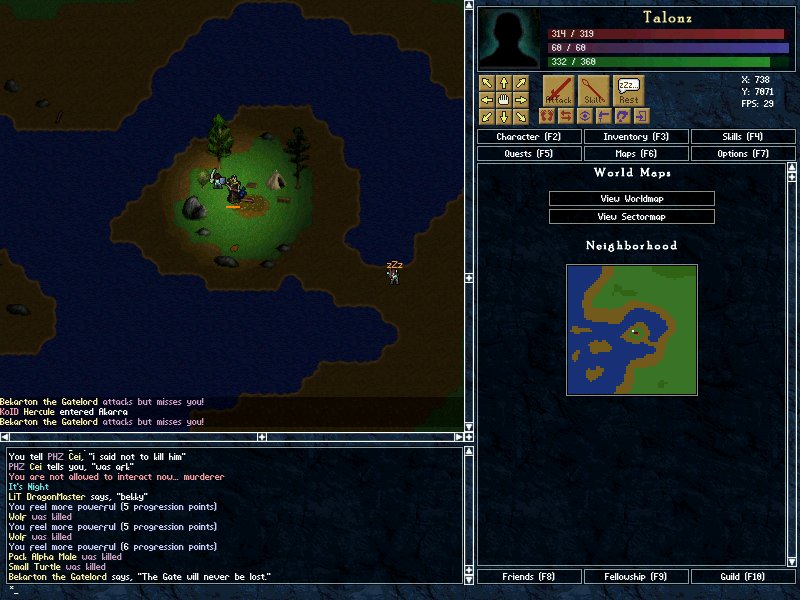 Talonz
314 / 319
60 / 60
332 / 360
Attack
Skills
zZz...
Rest
X: 738
Y: 7071
FPS: 29
Character (F2)
Inventory (F3)
Skills (F4)
Quests (F5)
Maps (F6)
Options (F7)
World Maps
View Worldmap
View Sectormap
Neighborhood
zZz
Bekarton the Gatelord attacks but misses you!
KoID Hercule entered Akarra
Bekarton the Gatelord attacks but misses you!
You tell PHZ Cei, "i said not to kill him"
PHZ Cei tells you, "was afk"
You are not allowed to interact now... murderer
It's Night
LiT DragonMaster says, "bekky"
You feel more powerful (5 progression points)
Wolf was killed
You feel more powerful (5 progression points)
Wolf was killed
You feel more powerful (6 progression points)
Pack Alpha Male was killed
Small Turtle was killed
Bekarton the Gatelord says, "The Gate will never be lost."
Friends (F8)
Fellowship (F9)
Guild (F10)